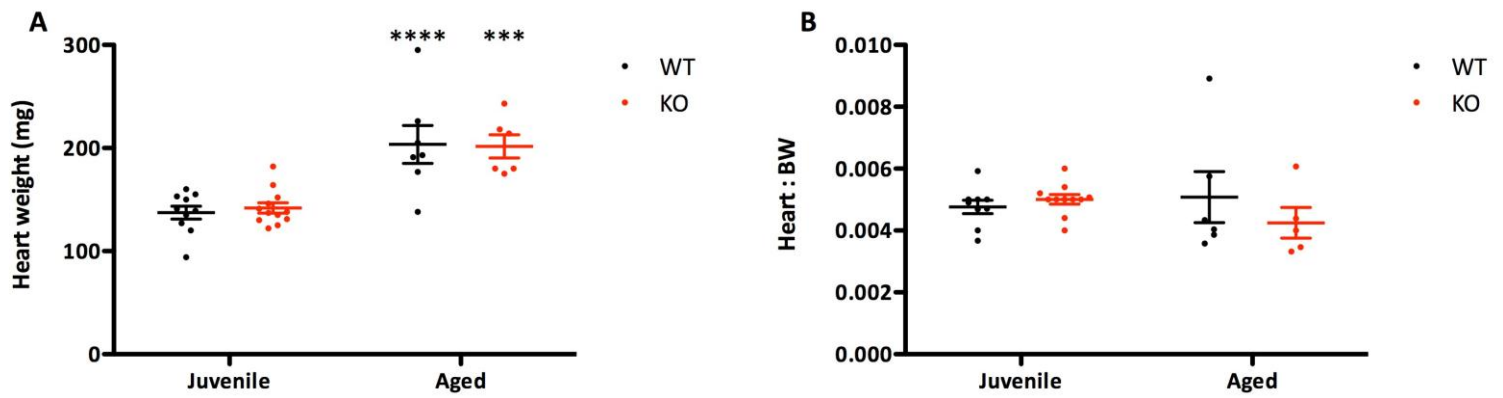 A
Heart weight (mg)
300
200
100
0
**** ***
Juvenile Aged
WT
KO
B
Heart : BW
0.010
0.008
0.006
0.004
0.002
0.000
Juvenile Aged
WT
KO